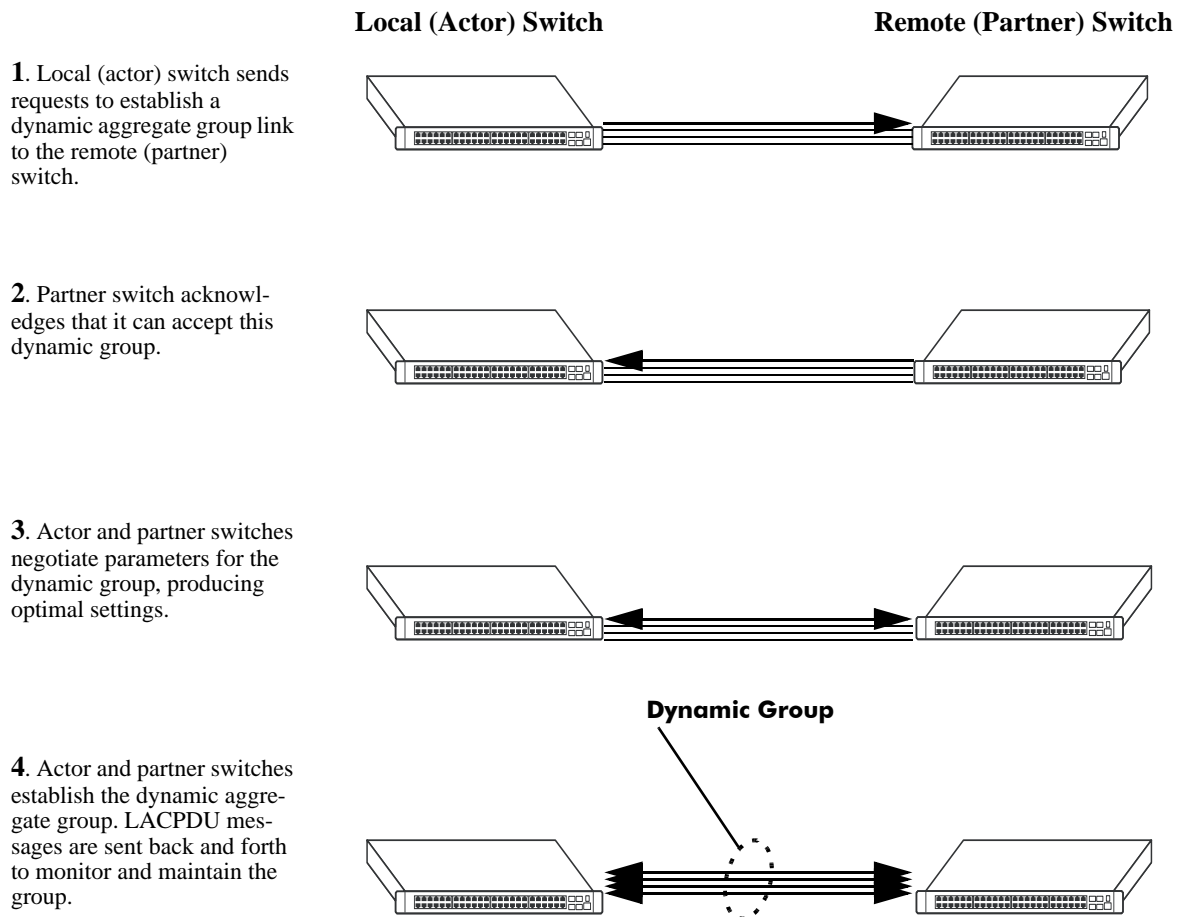 Local (Actor) Switch
Remote (Partner) Switch
1. Local (actor) switch sends
requests to establish a
dynamic aggregate group link
to the remote (partner)
switch.
2. Partner switch acknowl-
edges that it can accept this
dynamic group.
3. Actor and partner switches
negotiate parameters for the
dynamic group, producing
optimal settings.
Dynamic Group
4. Actor and partner switches
establish the dynamic aggre-
gate group. LACPDU mes-
sages are sent back and forth
to monitor and maintain the
group.